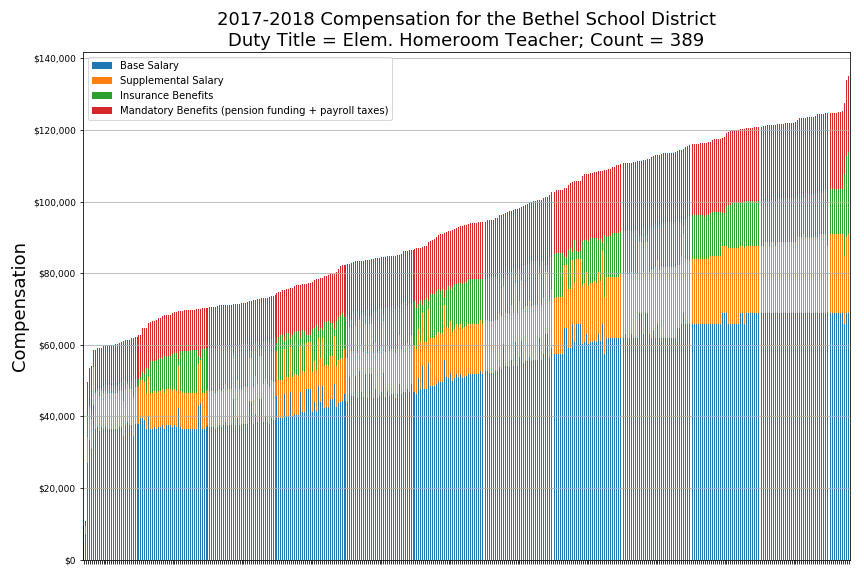 2017-2018 Compensation for the Bethel School District
Duty Title = Elem. Homeroom Teacher; Count = 389
$140,000
Base Salary
Supplemental Salary
Insurance Benefits
Mandatory Benefits (pension funding + payroll taxes)
$120,000
$100,000
$80,000
Compensation
$60,000
$40,000
$20,000
$0